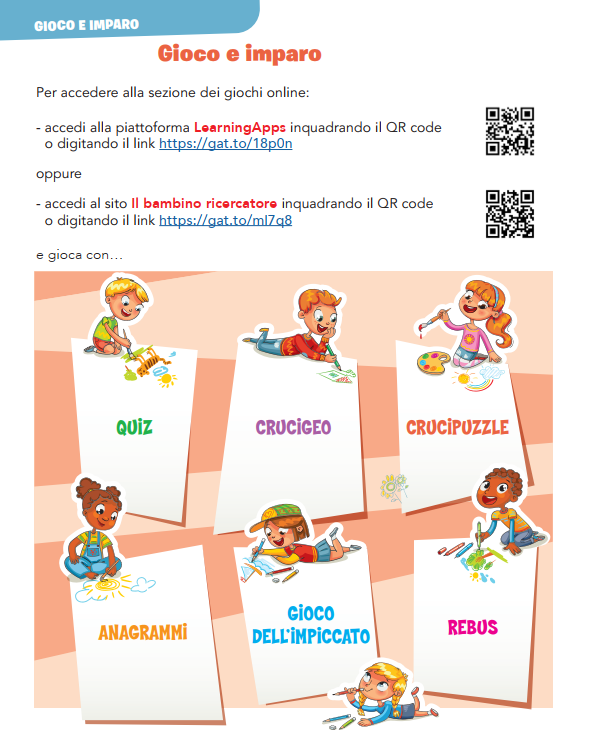 GIOCO E IMPARO
Gioco e imparo
Per accedere alla sezione dei giochi online:
- accedi alla piattoforma LearningApps inquadrando il QR code
o digitando il link https://gat.to/18p0n
oppure
- accedi al sito Il bambino ricercatore inquadrando il QR code
o digitando il link https://gat.to/ml7q8
e gioca con…
QUIZ
CRUCIGEO
CRUCIPUZZLE
ANAGRAMMI
GIOCO
DELL'IMPICCATO
REBUS